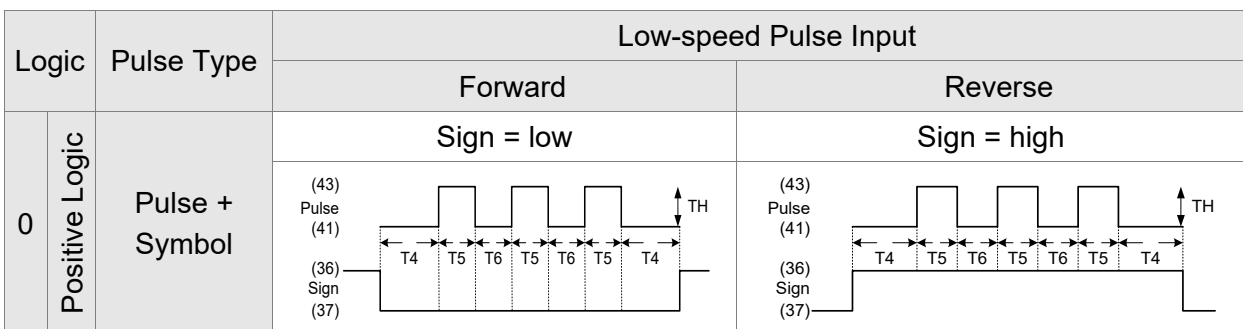 Logic
Pulse Type
Low-speed Pulse Input
Forward
Reverse
0
Positive Logic
Pulse +
Symbol
Sign = low
(43)
Pulse
(41)
TH
T4 T5 T6 T5 T6 T5 T4
(36)
Sign
(37)
Sign = high
(43)
Pulse
(41)
TH
T4 T5 T6 T5 T6 T5 T4
(36)
Sign
(37)